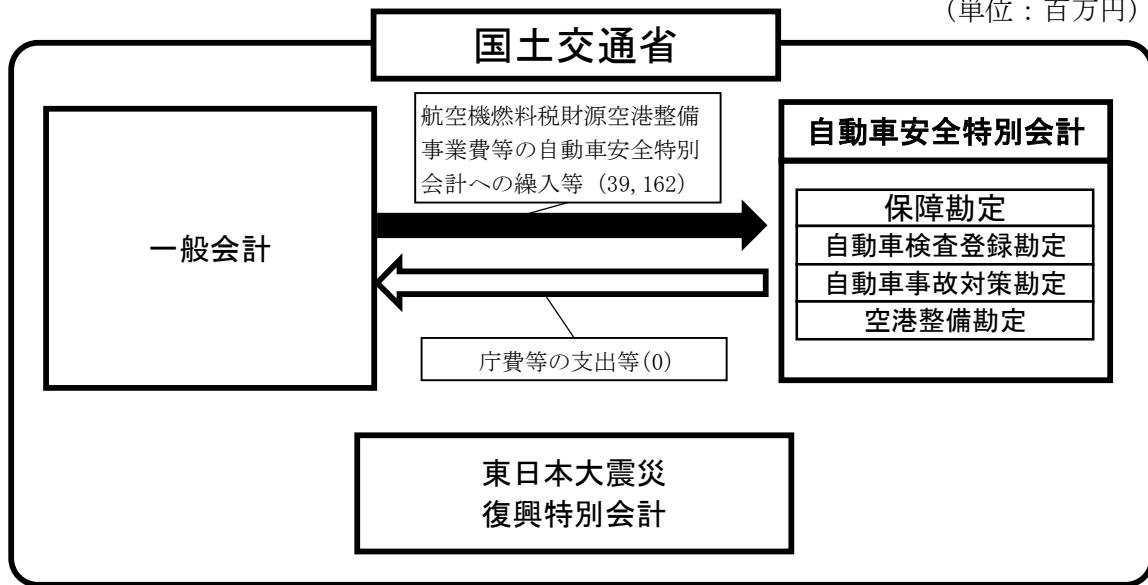 (単位：百万円)
国土交通省
一般会計
航空機燃料税財源空港整備
事業費等の自動車安全特別
会計への繰入等 (39,162)
庁費等の支出等(0)
自動車安全特別会計
保障勘定
自動車検査登録勘定
自動車事故対策勘定
空港整備勘定
東日本大震災
復興特別会計